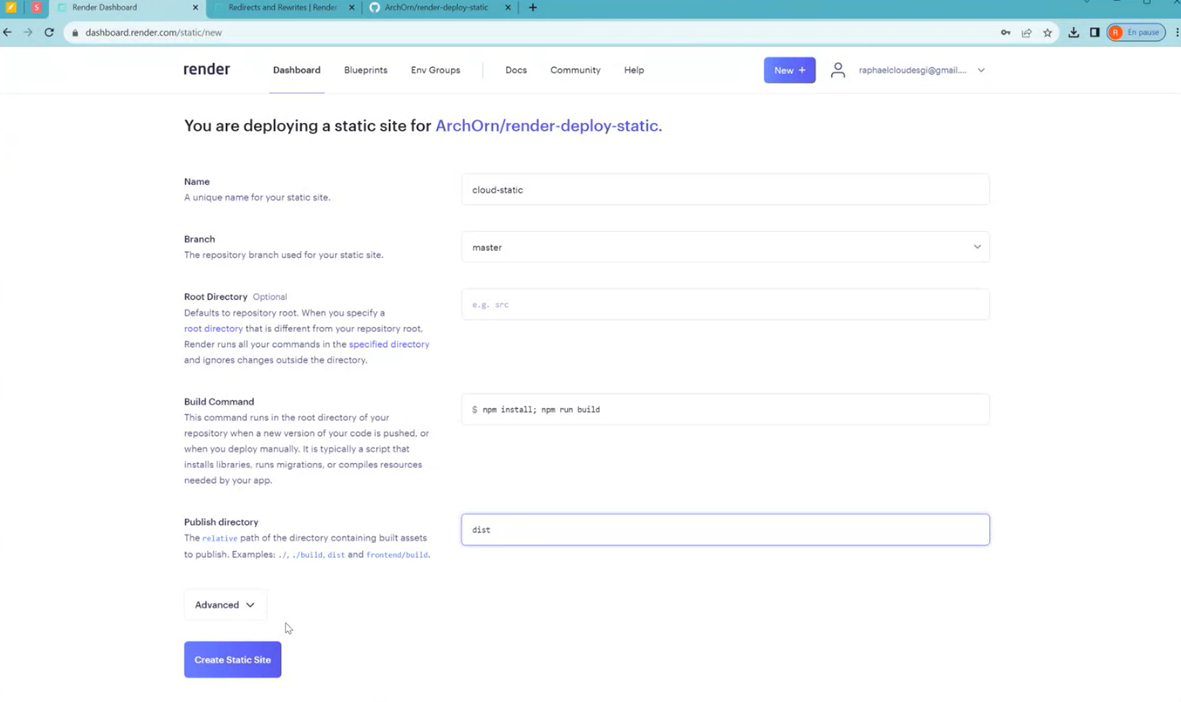 S
Render Dashboard
Redirects and Rewrites | Render
ArchOrn/render-deploy-static
dashboard.render.com/static/new
R
En pause
render
Dashboard
Blueprints
Env Groups
Docs
Community
Help
New +
raphaelcloudesgi@gmail....
You are deploying a static site for ArchOrn/render-deploy-static.
Name
A unique name for your static site.
cloud-static
Branch
The repository branch used for your static site.
master
Root Directory Optional
Defaults to repository root. When you specify a
root directory that is different from your repository root,
Render runs all your commands in the specified directory
and ignores changes outside the directory.
e.g. src
Build Command
This command runs in the root directory of your
repository when a new version of your code is pushed, or
when you deploy manually. It is typically a script that
installs libraries, runs migrations, or compiles resources
needed by your app.
$ npm install; npm run build
Publish directory
The relative path of the directory containing built assets
to publish. Examples: ./, ./build, dist and frontend/build.
dist
Advanced
Create Static Site